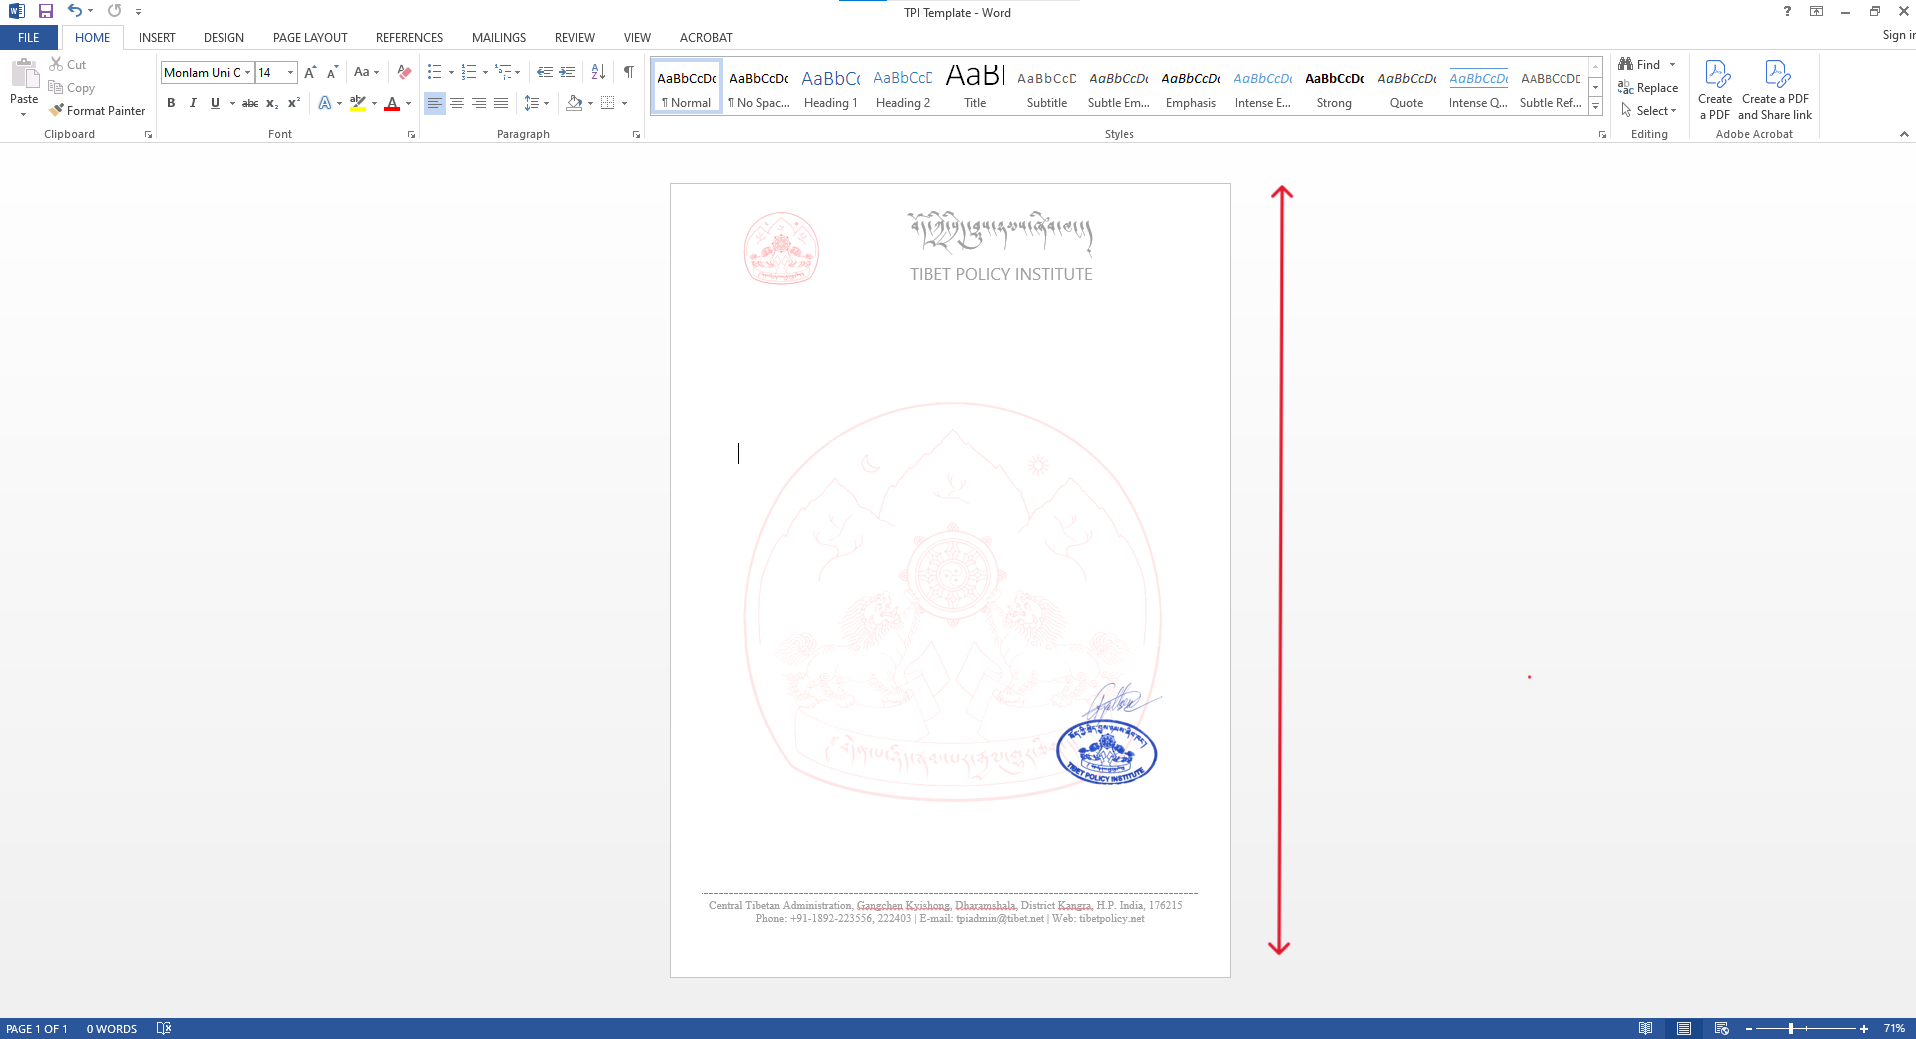 TPI Template - Word
Sign in
FILE HOME INSERT DESIGN PAGE LAYOUT REFERENCES MAILINGS REVIEW VIEW ACROBAT
Paste
Cut
Copy
Format Painter
Clipboard
Monlam Uni C 14
Font
Paragraph
AaBbCcDc AaBbCcDc AaBbCc AaBbCcD AaBl AaBbCcD AaBbCcDc AaBbCcDc AaBbCcDc AaBbCcDc AaBbCcDc AaBbCcDc AABBCCDE
¶ Normal ¶ No Spac... Heading 1 Heading 2 Title Subtitle Subtle Em... Emphasis Intense E... Strong Quote Intense Q... Subtle Ref...
Styles
Find
Replace
Select
Editing
Create a PDF
Create a PDF and Share link
Adobe Acrobat
TIBET POLICY INSTITUTE
TIBET POLICY INSTITUTE
Central Tibetan Administration, Gangchen Kyishong, Dharamshala, District Kangra, H.P. India, 176215
Phone: +91-1892-223556, 222403 | E-mail: tpiadmin@tibet.net | Web: tibetpolicy.net
PAGE 1 OF 1 0 WORDS 71%